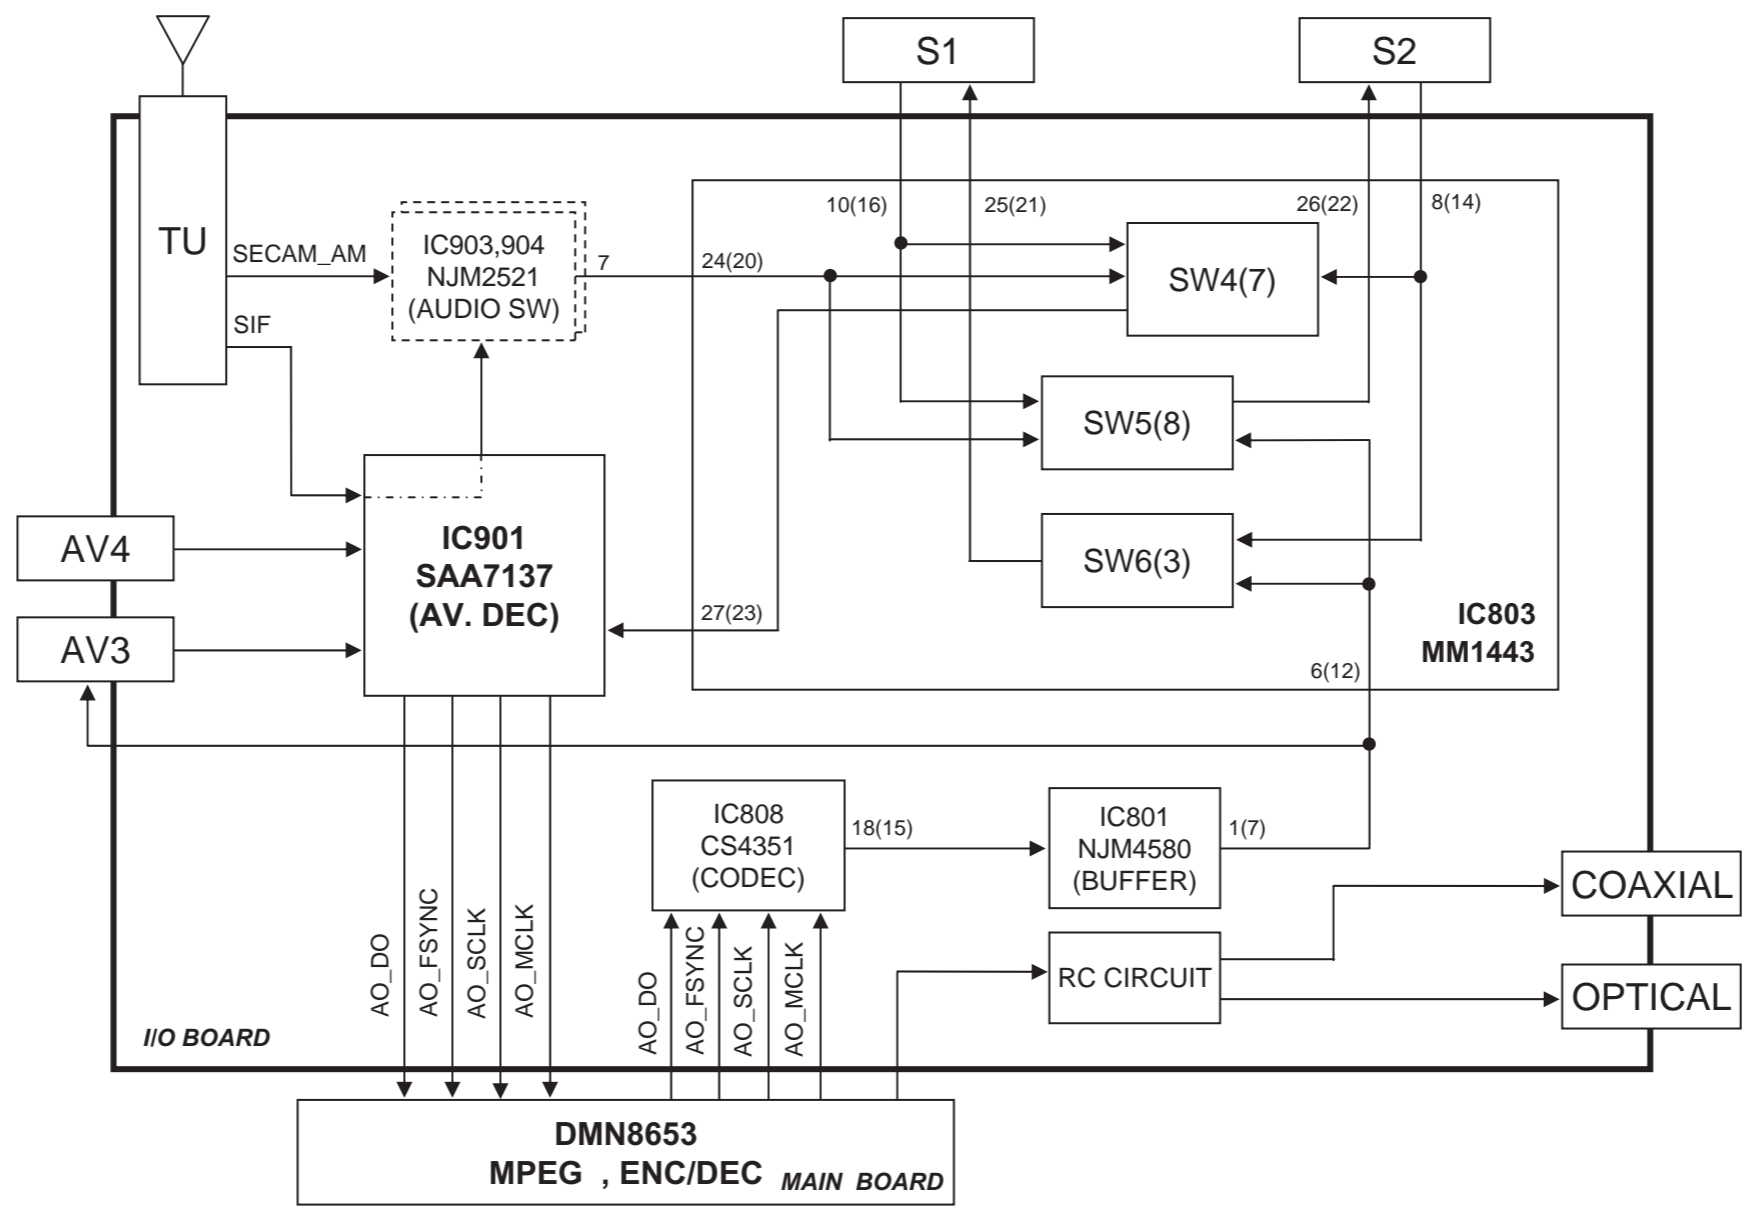 S1
S2
10(16)
25(21)
26(22)
8(14)
TU
SECAM_AM
IC903,904
NJM2521
(AUDIO SW)
7
24(20)
SW4(7)
SIF
SW5(8)
AV4
IC901
SAA7137
(AV. DEC)
SW6(3)
27(23)
IC803
MM1443
AV3
6(12)
IC808
CS4351
(CODEC)
18(15)
IC801
NJM4580
(BUFFER)
1(7)
COAXIAL
AO_DO
AO_FSYNC
AO_SCLK
AO_MCLK
AO_DO
AO_FSYNC
AO_SCLK
AO_MCLK
RC CIRCUIT
OPTICAL
I/O BOARD
DMN8653
MPEG , ENC/DEC
MAIN BOARD